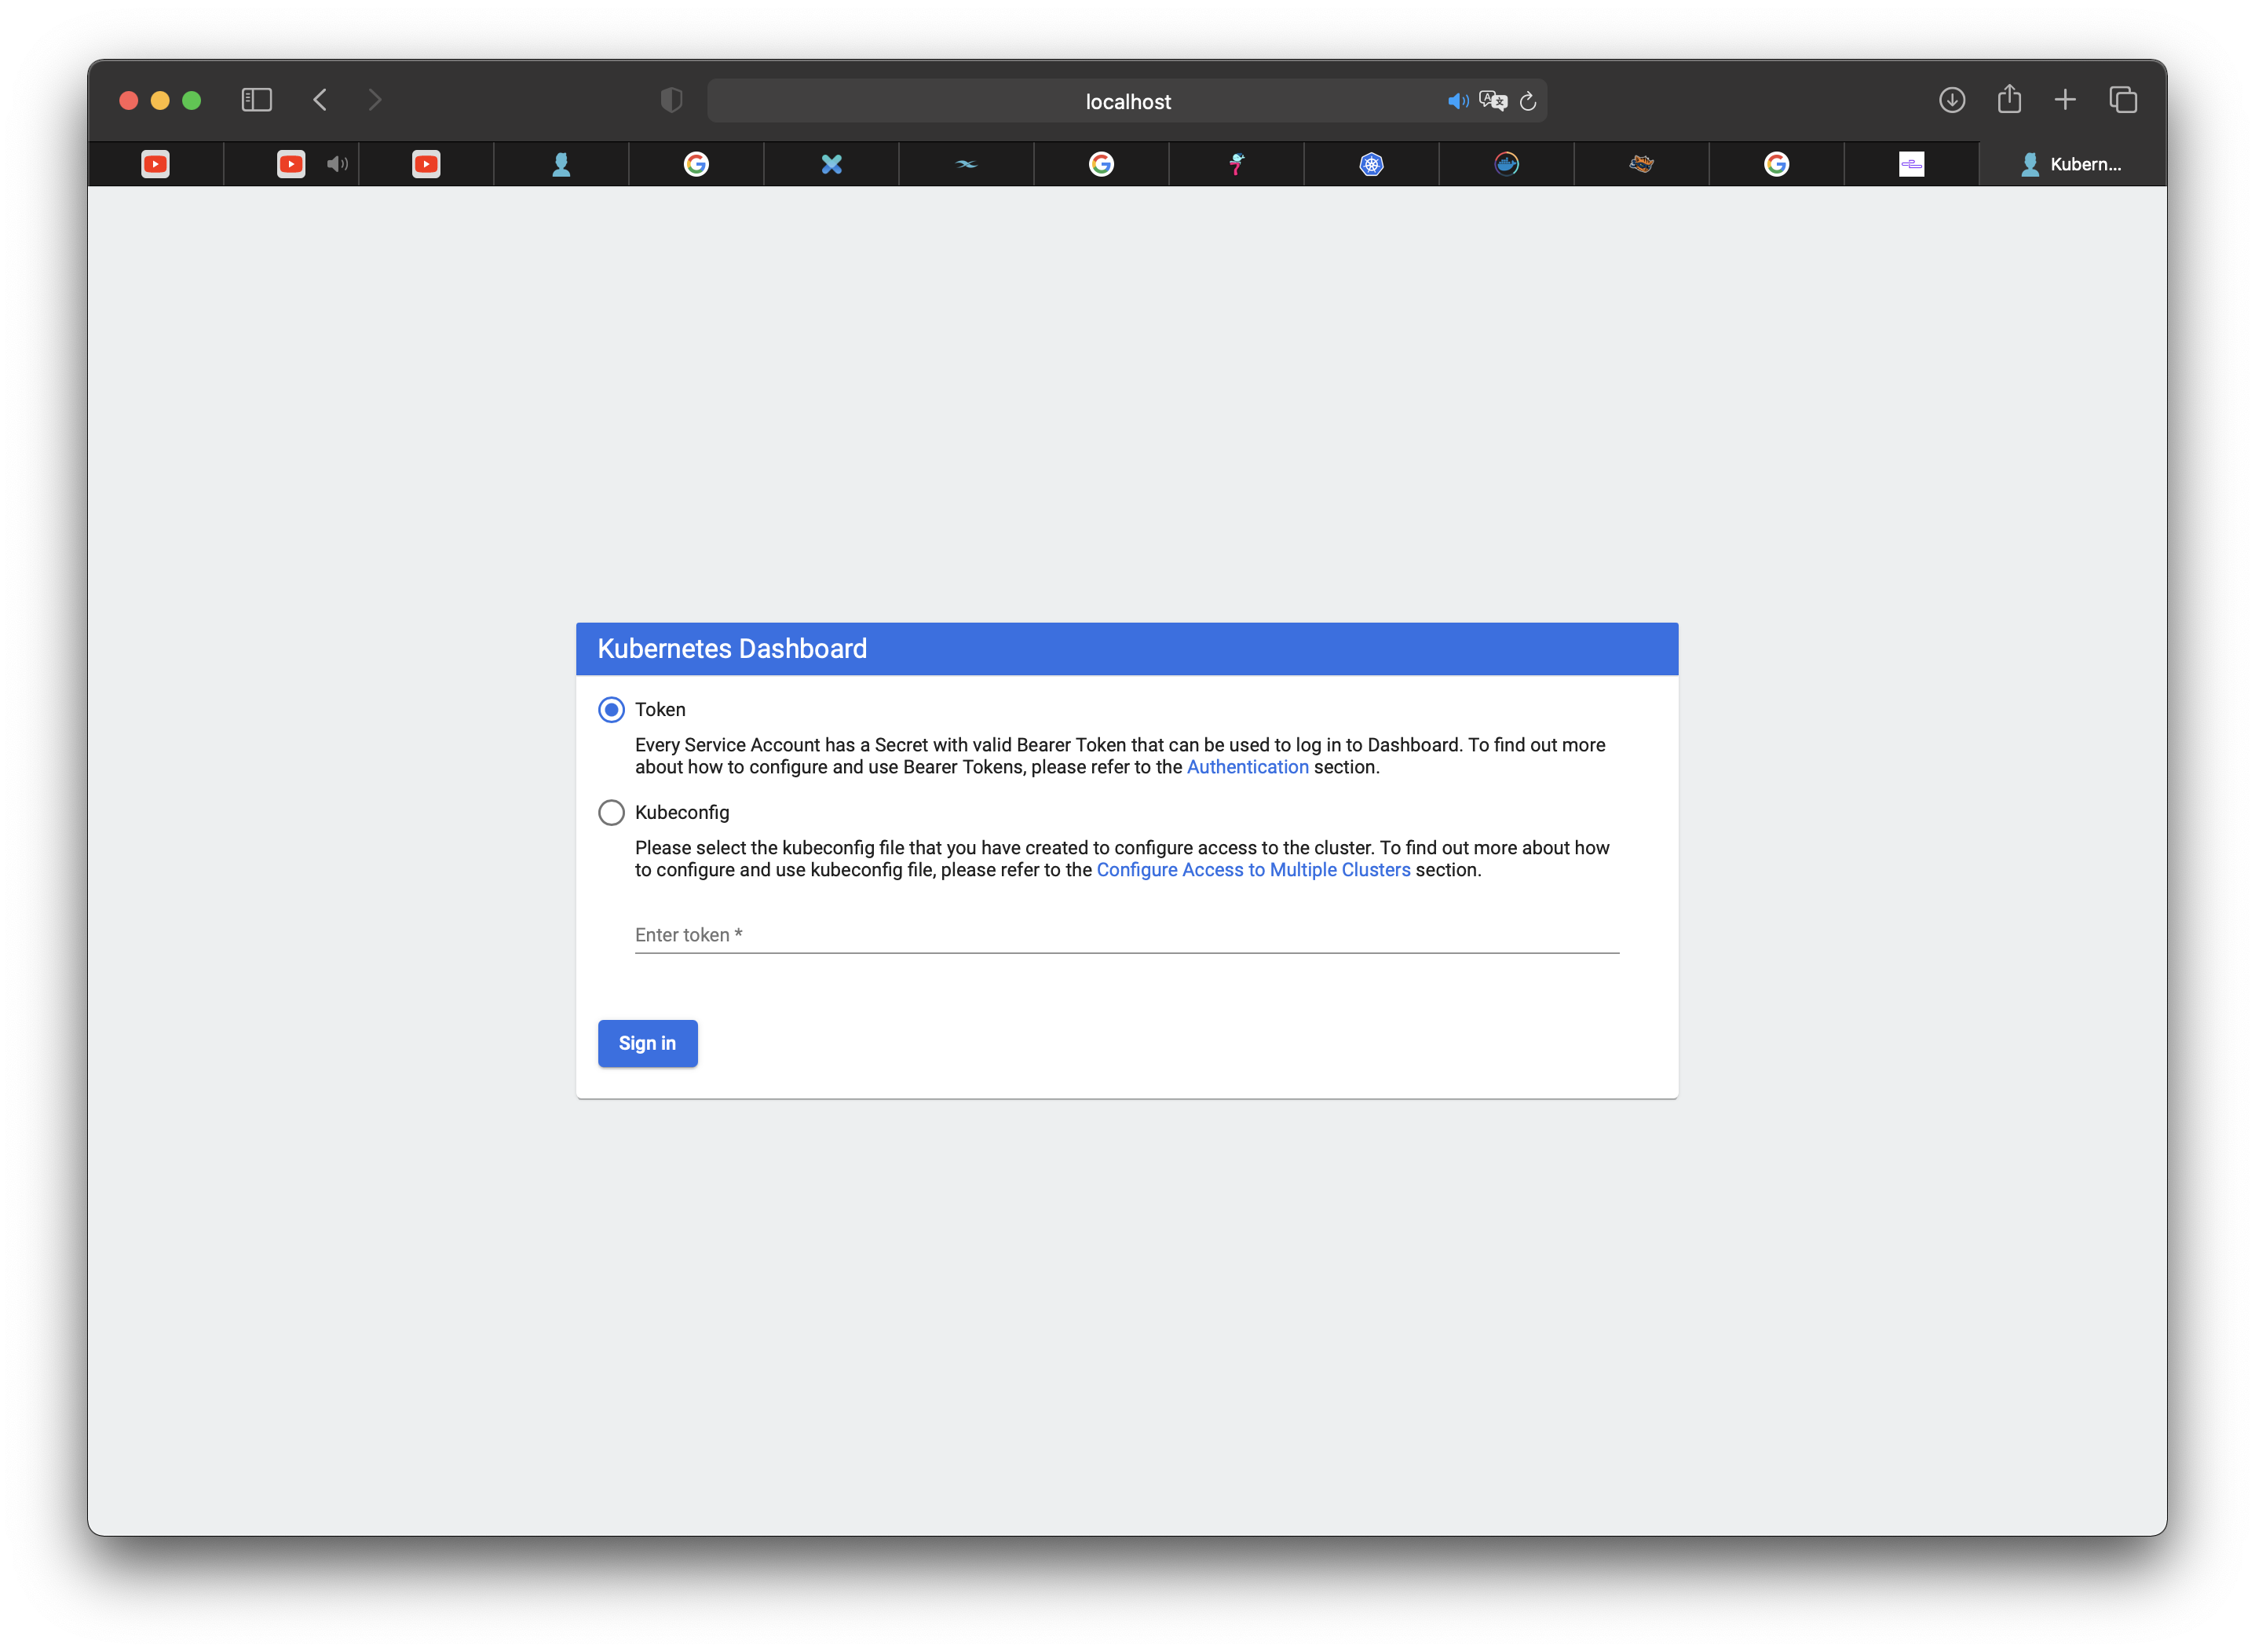 localhost
Kubern...
Kubernetes Dashboard
Token
Every Service Account has a Secret with valid Bearer Token that can be used to log in to Dashboard. To find out more
about how to configure and use Bearer Tokens, please refer to the Authentication section.
Kubeconfig
Please select the kubeconfig file that you have created to configure access to the cluster. To find out more about how
to configure and use kubeconfig file, please refer to the Configure Access to Multiple Clusters section.
Enter token *
Sign in